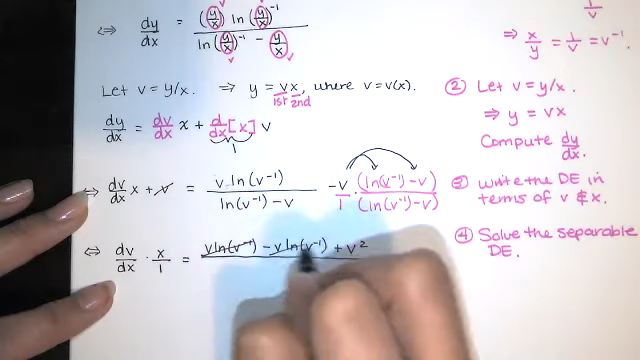 ⇔ dy/dx = (y/x) ln(y/x)⁻¹ / ln(y/x)⁻¹ − y/x
1/v
⇒ x/y = 1/v = v⁻¹
Let v = y/x. ⇒ y = vx, where v = v(x).
1st 2nd
dy/dx = dv/dx x + d/dx[x] v
1
⇔ dv/dx x + v = v ln(v⁻¹) / ln(v⁻¹) − v − v/1 · (ln(v⁻¹) − v) / (ln(v⁻¹) − v)
⇔ dv/dx · x/1 = v ln(v⁻¹) − v ln(v⁻¹) + v²
② Let v = y/x.
⇒ y = vx
Compute dy/dx.
③ Write the DE in
terms of v & x.
④ Solve the separable
DE.